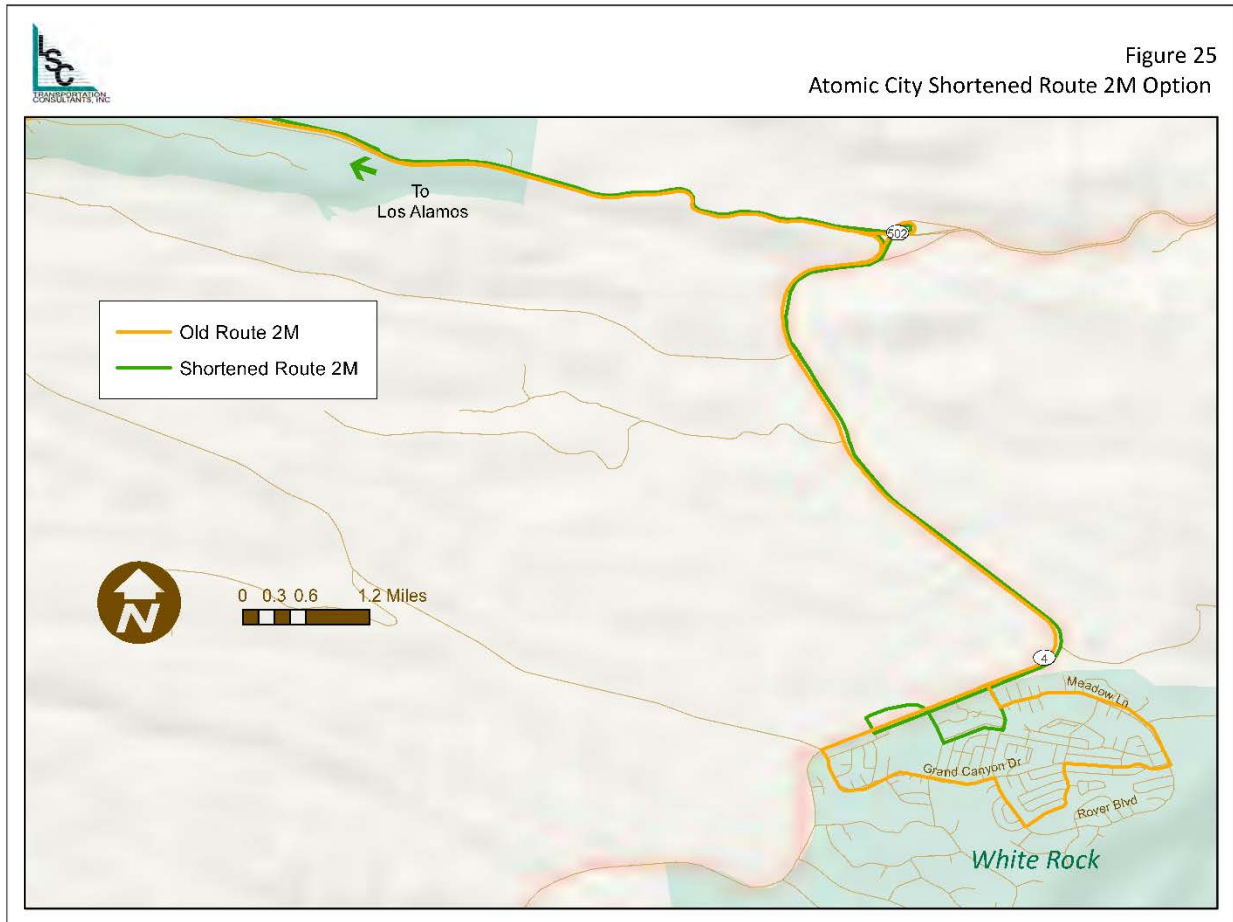 LSC
TRANSPORTATION
CONSULTANTS, INC
Figure 25
Atomic City Shortened Route 2M Option
To
Los Alamos
502
Old Route 2M
Shortened Route 2M
N
0 0.3 0.6 1.2 Miles
4
Meadow Ln
Grand Canyon Dr
Rover Blvd
White Rock